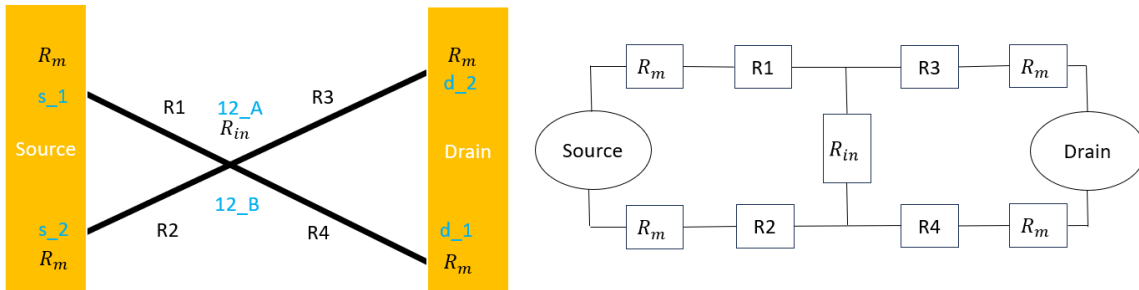 R_m
s_1
R1
12_A
R_in
R3
R_m
d_2
Source
Drain
12_B
s_2
R_m
R2
R4
d_1
R_m
R_m
R1
R3
R_m
Source
R_in
Drain
R_m
R2
R4
R_m